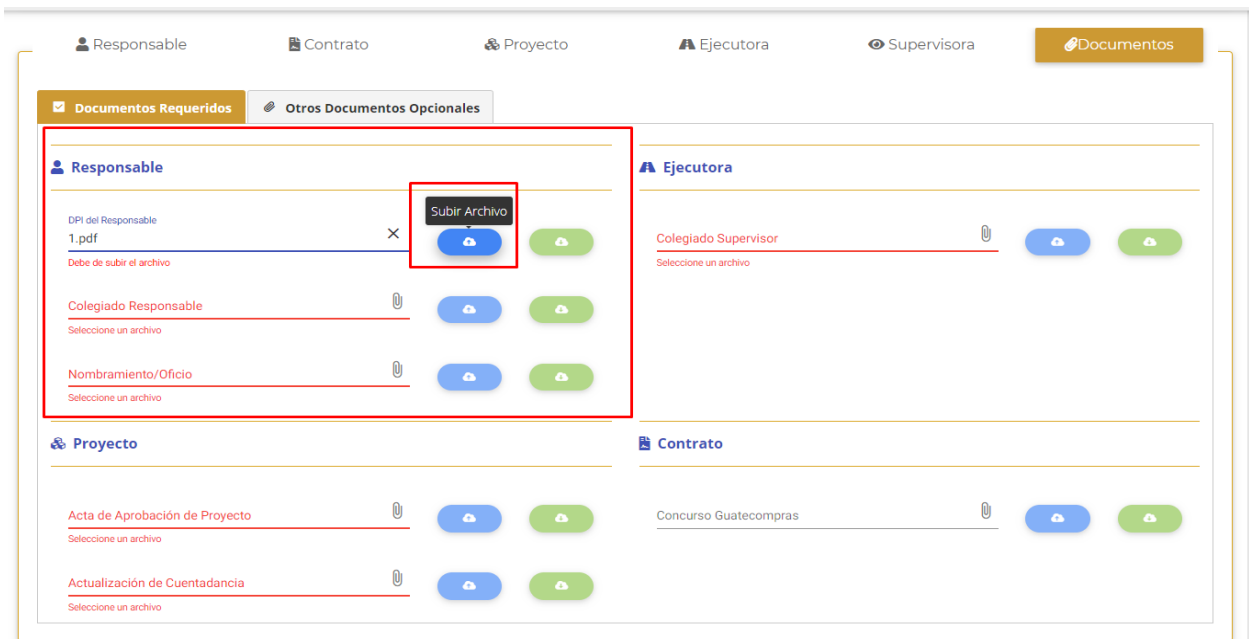 Responsable
Contrato
Proyecto
Ejecutora
Supervisora
Documentos
Documentos Requeridos
Otros Documentos Opcionales
Responsable
DPI del Responsable
1.pdf
Debe de subir el archivo
Subir Archivo
Colegiado Responsable
Seleccione un archivo
Nombramiento/Oficio
Seleccione un archivo
Ejecutora
Colegiado Supervisor
Seleccione un archivo
Proyecto
Acta de Aprobación de Proyecto
Seleccione un archivo
Actualización de Cuentadancia
Seleccione un archivo
Contrato
Concurso Guatecompras